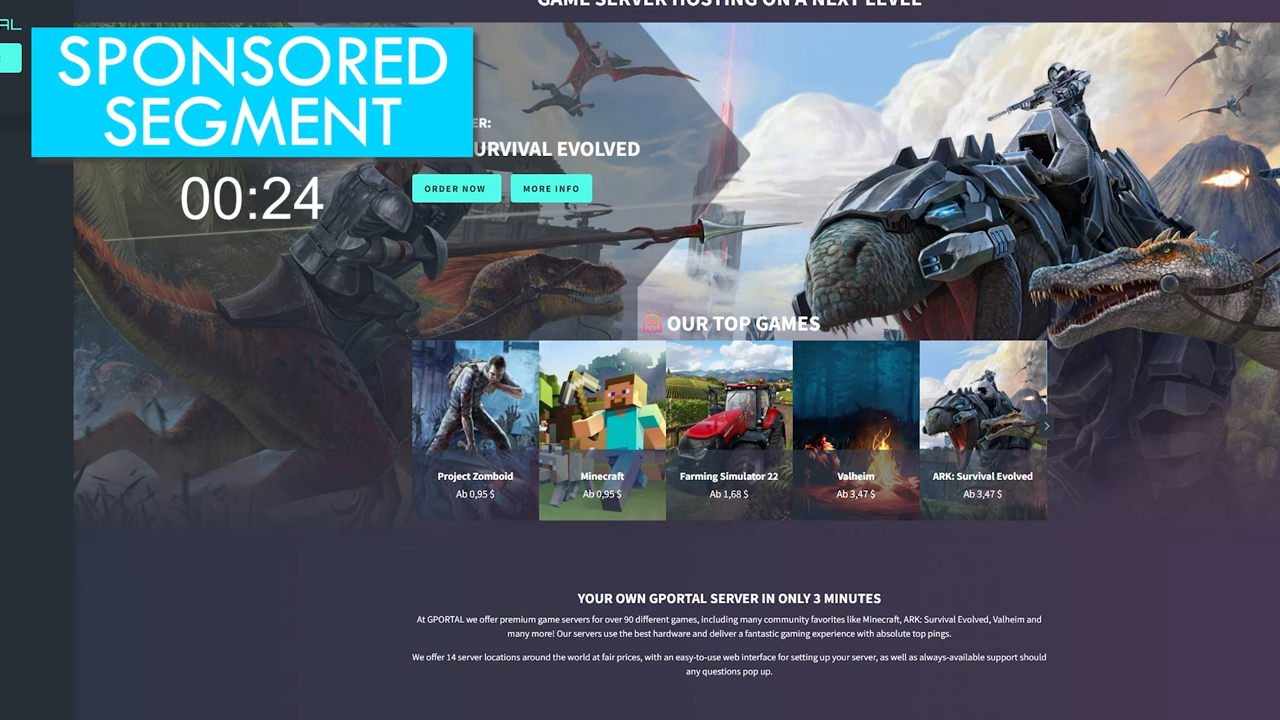 GAME SERVER HOSTING ON A NEXT LEVEL
SPONSORED
SEGMENT
00:24
URVIVAL EVOLVED
ORDER NOW
MORE INFO
OUR TOP GAMES
Project Zomboid
Ab 0,95 $
Minecraft
Ab 0,95 $
Farming Simulator 22
Ab 1,68 $
Valheim
Ab 3,47 $
ARK: Survival Evolved
Ab 3,47 $
YOUR OWN GPORTAL SERVER IN ONLY 3 MINUTES
At GPORTAL we offer premium game servers for over 90 different games, including many community favorites like Minecraft, ARK: Survival Evolved, Valheim and
many more! Our servers use the best hardware and deliver a fantastic gaming experience with absolute top pings.
We offer 14 server locations around the world at fair prices, with an easy-to-use web interface for setting up your server, as well as always-available support should
any questions pop up.